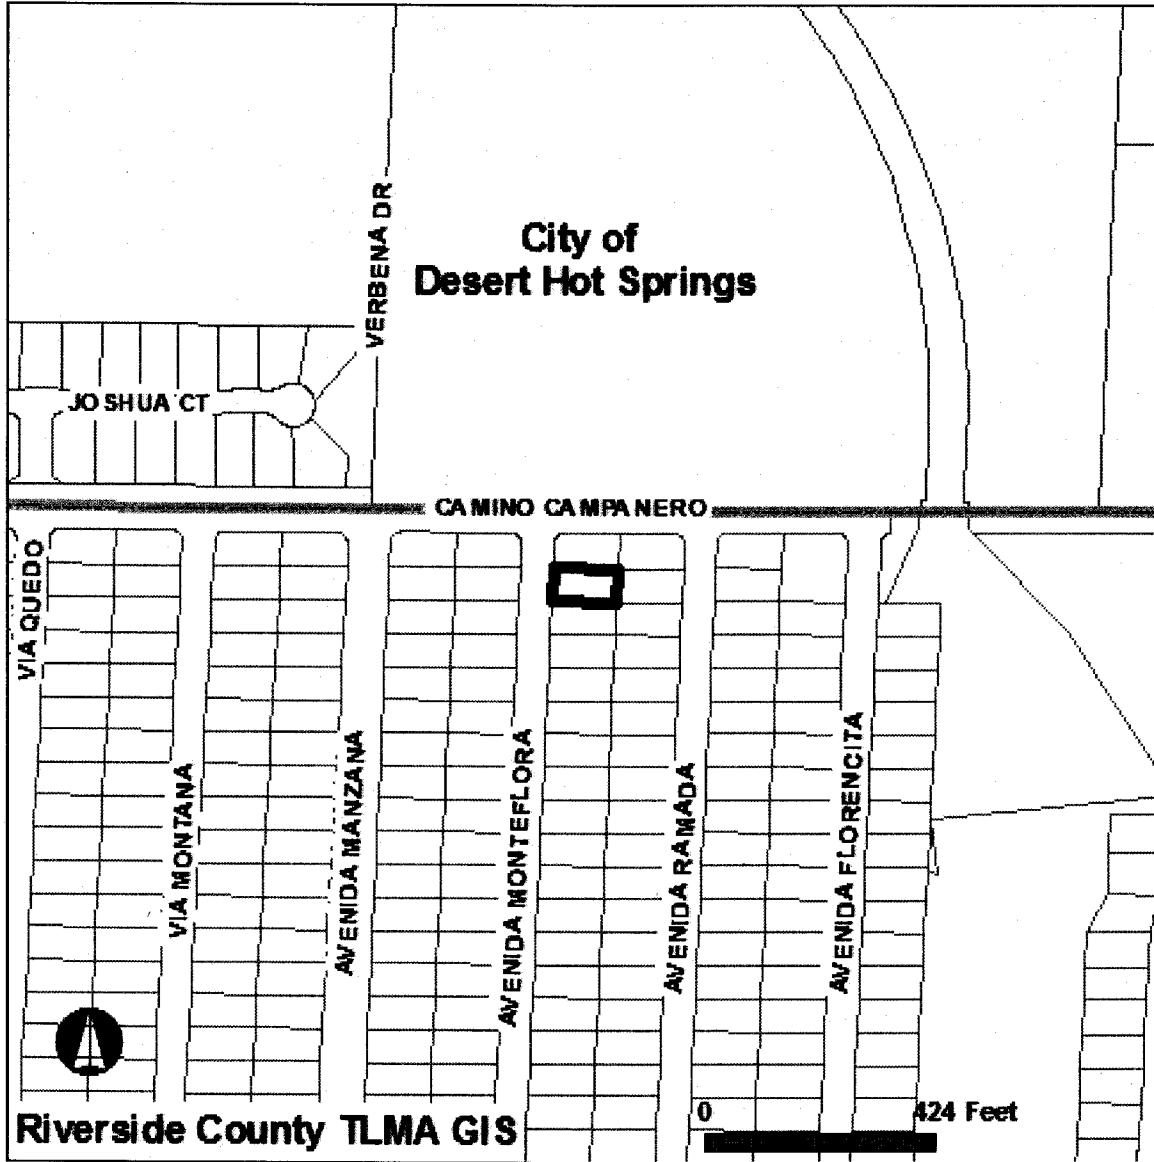 VERBENA DR
City of
Desert Hot Springs
JOSHUA CT
CAMINO CAMPANERO
VIA QUEDO
VIA MONTANA
AVENIDA MANZANA
AVENIDA MONTEFLORA
AVENIDA RAMADA
AVENIDA FLORENCITA
Riverside County TLMA GIS
0 424 Feet